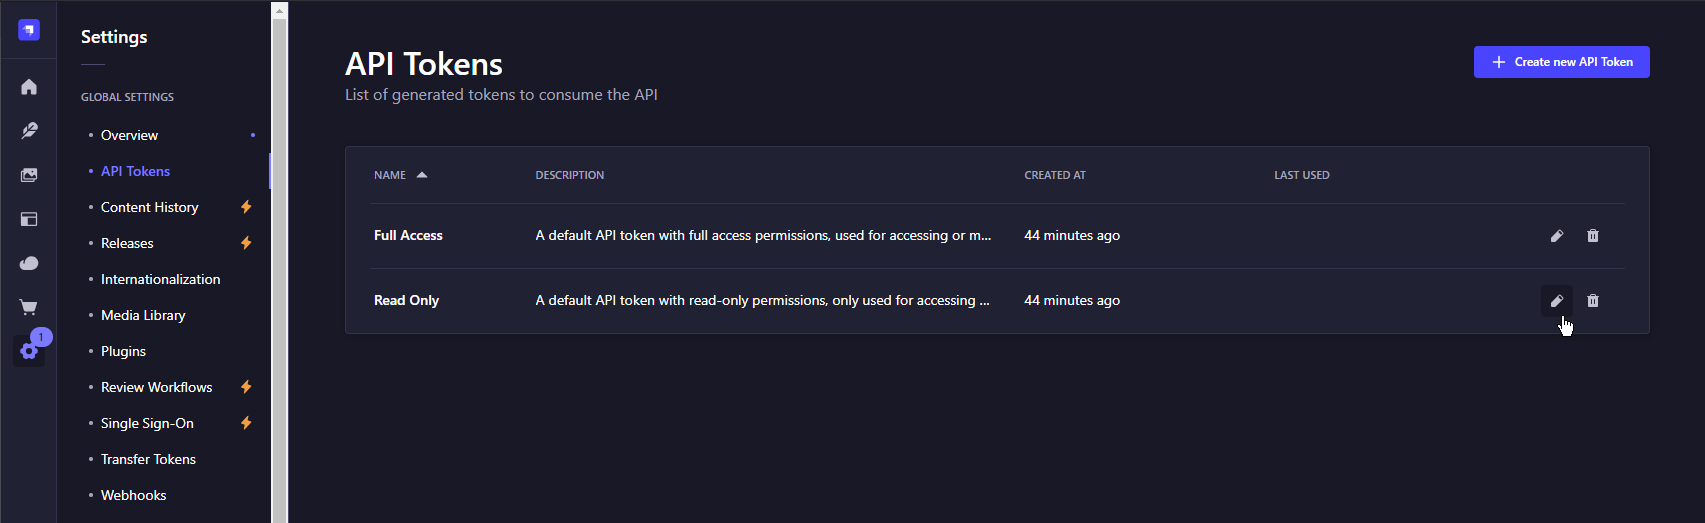 Settings
GLOBAL SETTINGS
Overview
API Tokens
Content History
Releases
Internationalization
Media Library
Plugins
Review Workflows
Single Sign-On
Transfer Tokens
Webhooks
1
API Tokens
List of generated tokens to consume the API
Create new API Token
NAME DESCRIPTION CREATED AT LAST USED
Full Access A default API token with full access permissions, used for accessing or m... 44 minutes ago
Read Only A default API token with read-only permissions, only used for accessing ... 44 minutes ago